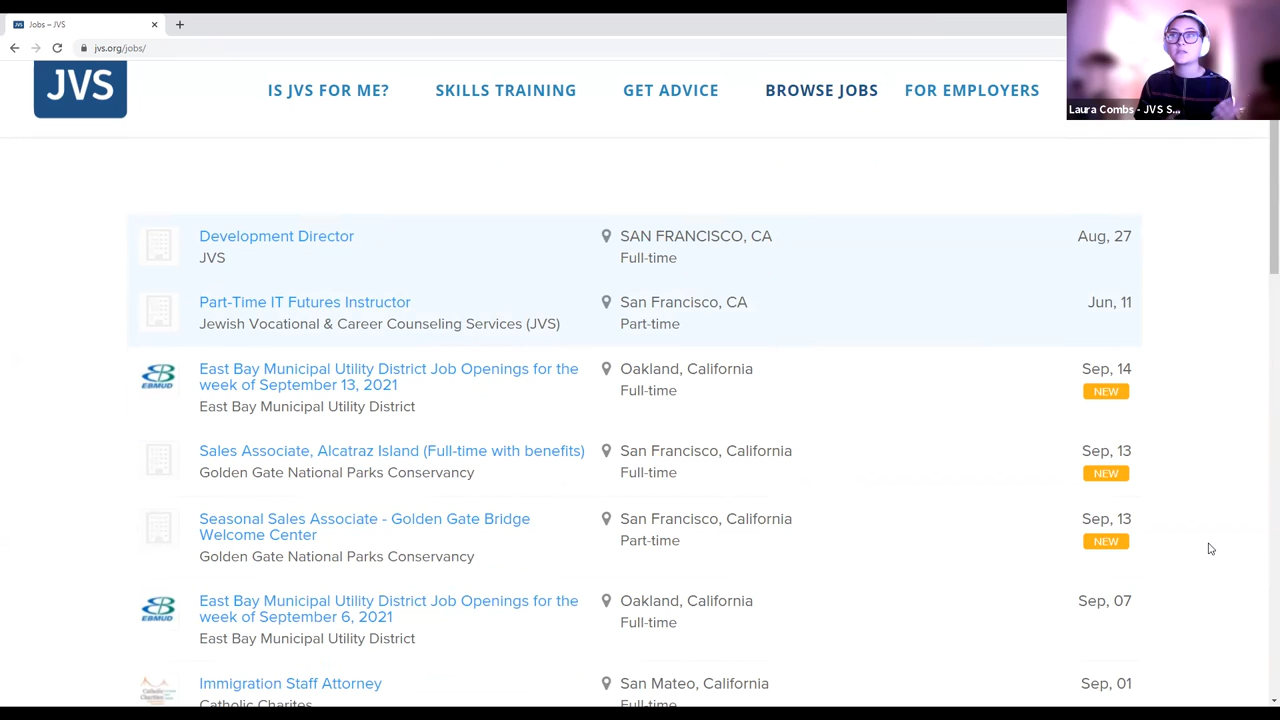 Jobs – JVS
jvs.org/jobs/
JVS
IS JVS FOR ME?
SKILLS TRAINING
GET ADVICE
BROWSE JOBS
FOR EMPLOYERS
Laura Combs - JVS S...
Development Director
JVS
SAN FRANCISCO, CA
Full-time
Aug, 27
Part-Time IT Futures Instructor
Jewish Vocational & Career Counseling Services (JVS)
San Francisco, CA
Part-time
Jun, 11
EBMUD
East Bay Municipal Utility District Job Openings for the
week of September 13, 2021
East Bay Municipal Utility District
Oakland, California
Full-time
Sep, 14
NEW
Sales Associate, Alcatraz Island (Full-time with benefits)
Golden Gate National Parks Conservancy
San Francisco, California
Full-time
Sep, 13
NEW
Seasonal Sales Associate - Golden Gate Bridge
Welcome Center
Golden Gate National Parks Conservancy
San Francisco, California
Part-time
Sep, 13
NEW
EBMUD
East Bay Municipal Utility District Job Openings for the
week of September 6, 2021
East Bay Municipal Utility District
Oakland, California
Full-time
Sep, 07
Immigration Staff Attorney
Catholic Charites
San Mateo, California
Full-time
Sep, 01